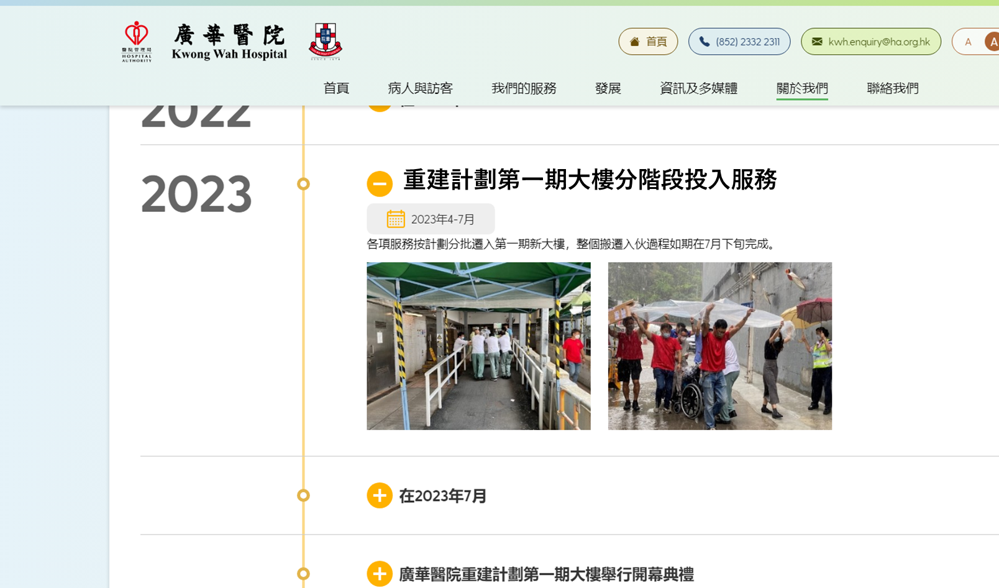 醫院管理局
HOSPITAL
AUTHORITY
廣華醫院
Kwong Wah Hospital
SINCE 1870
首頁
(852) 2332 2311
kwh.enquiry@ha.org.hk
A
A
首頁
病人與訪客
我們的服務
發展
資訊及多媒體
關於我們
聯絡我們
2022
2023
重建計劃第一期大樓分階段投入服務
2023年4-7月
各項服務按計劃分批遷入第一期新大樓，整個搬遷入伙過程如期在7月下旬完成。
在2023年7月
廣華醫院重建計劃第一期大樓舉行開幕典禮